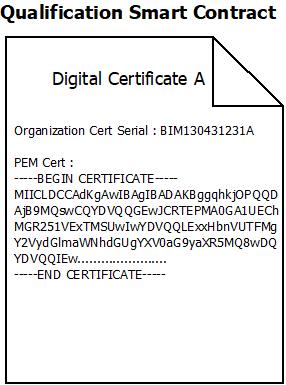 Qualification Smart Contract
Digital Certificate A
Organization Cert Serial : BIM130431231A
PEM Cert :
-----BEGIN CERTIFICATE-----
MIICLDCCAdKgAwIBAgIBADAKBggqhkjOPQQD
AjB9MQswCQYDVQQGEwJCRTEPMA0GA1UECh
MGR251VExTMSUwIwYDVQQLExxHbnVUTFMg
Y2VydGlmaWNhdGUgYXV0aG9yaXR5MQ8wDQ
YDVQQIEw.......................
-----END CERTIFICATE-----